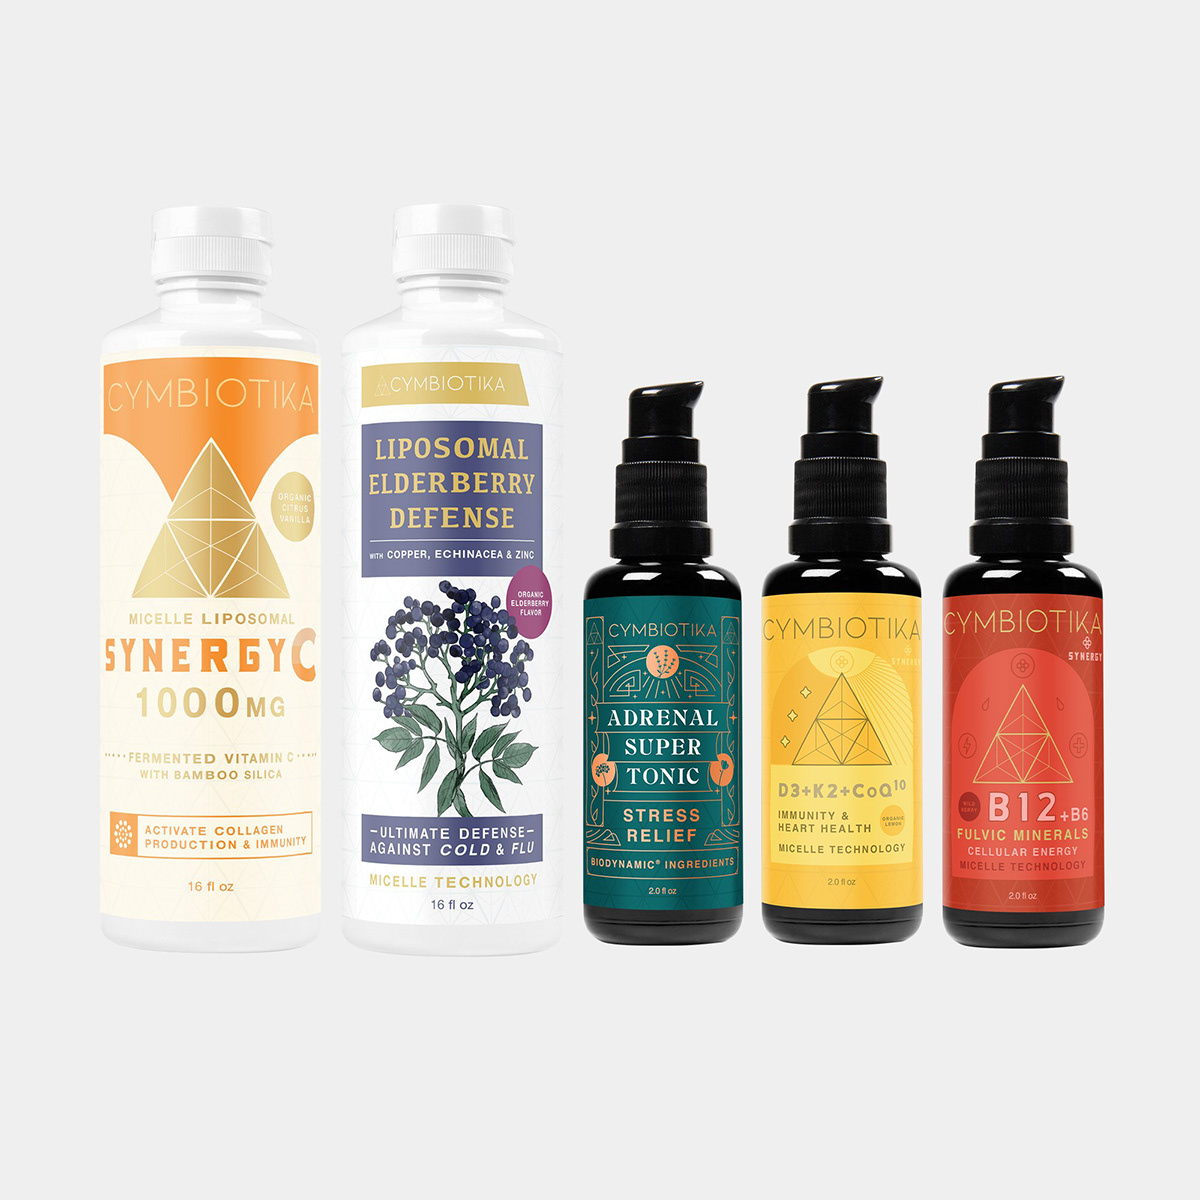 CYMBIOTIKA
ORGANIC
CITRUS
VANILLA
MICELLE LIPOSOMAL
SYNERGYC
1000MG
FERMENTED VITAMIN C
WITH BAMBOO SILICA
ACTIVATE COLLAGEN
PRODUCTION & IMMUNITY
16 fl oz
CYMBIOTIKA
LIPOSOMAL
ELDERBERRY
DEFENSE
WITH COPPER, ECHINACEA & ZINC
ORGANIC
ELDERBERRY
FLAVOR
–ULTIMATE DEFENSE–
AGAINST COLD & FLU
MICELLE TECHNOLOGY
16 fl oz
CYMBIOTIKA
ADRENAL
SUPER
TONIC
STRESS
RELIEF
BIODYNAMIC® INGREDIENTS
2.0 fl oz
CYMBIOTIKA
SYNERGY
D3+K2+CoQ10
IMMUNITY &
HEART HEALTH
ORGANIC
LEMON
MICELLE TECHNOLOGY
2.0 fl oz
CYMBIOTIKA
SYNERGY
WILD
BERRY
B12+B6
FULVIC MINERALS
CELLULAR ENERGY
MICELLE TECHNOLOGY
2.0 fl oz